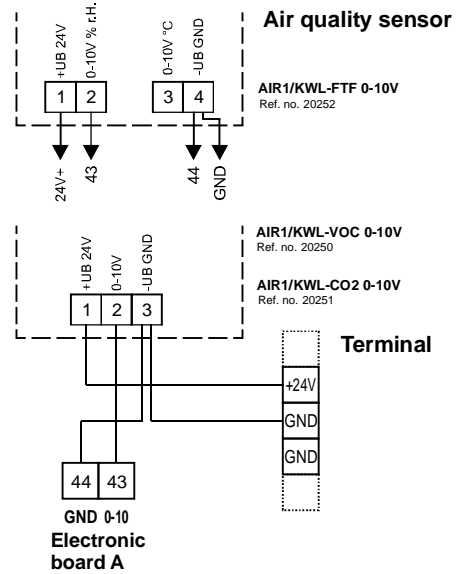 Air quality sensor
+UB 24V
0-10V % r.H.
0-10V °C
-UB GND
1 2 3 4
AIR1/KWL-FTF 0-10V
Ref. no. 20252
24V+
43
44
GND
AIR1/KWL-VOC 0-10V
Ref. no. 20250
AIR1/KWL-CO2 0-10V
Ref. no. 20251
+UB 24V
0-10V
-UB GND
1 2 3
Terminal
+24V
GND
GND
44 43
GND 0-10
Electronic
board A